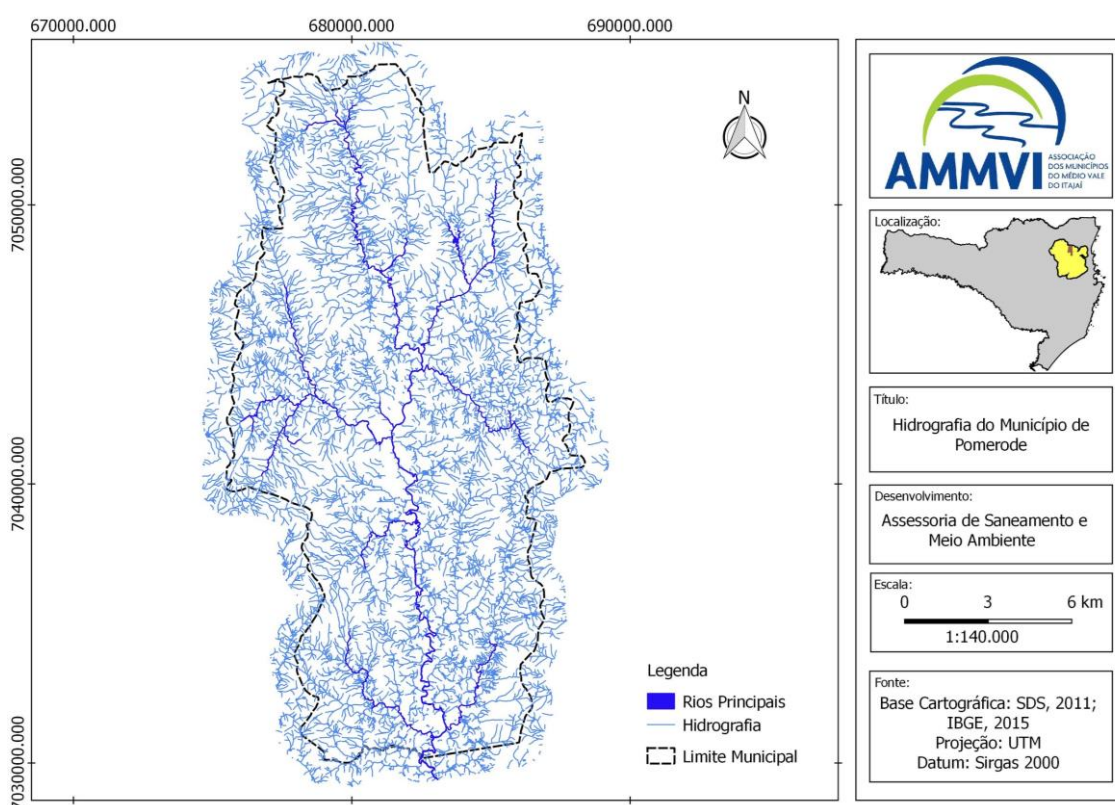 670000.000
680000.000
690000.000
7050000.000
7040000.000
7030000.000
N
Legenda
Rios Principais
Hidrografia
Limite Municipal
AMMVI
ASSOCIAÇÃO
DOS MUNICÍPIOS
DO MÉDIO VALE
DO ITAJAÍ
Localização:
Título:
Hidrografia do Município de
Pomerode
Desenvolvimento:
Assessoria de Saneamento e
Meio Ambiente
Escala:
0 3 6 km
1:140.000
Fonte:
Base Cartográfica: SDS, 2011;
IBGE, 2015
Projeção: UTM
Datum: Sirgas 2000